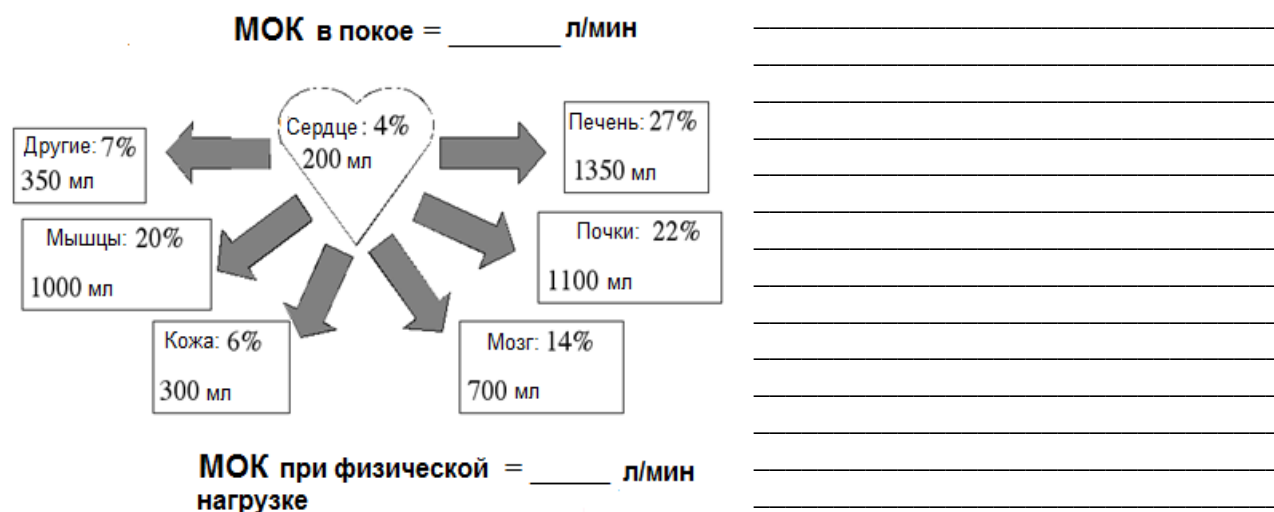 МОК в покое = ________ л/мин
Сердце: 4%
200 мл
Печень: 27%
1350 мл
Другие: 7%
350 мл
Мышцы: 20%
1000 мл
Почки: 22%
1100 мл
Кожа: 6%
300 мл
Мозг: 14%
700 мл
МОК при физической = ______ л/мин
нагрузке